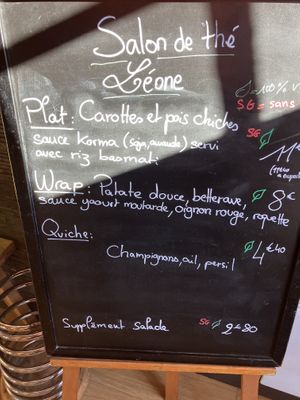 Salon de thé
Léone
= 100% V
SG = sans
Plat: Carottes et pois chiches
sauce korma (soja, amande) servi
avec riz basmati
SG
11€
Wrap: Patate douce, betterave,
sauce yaourt moutarde, oignon rouge, roquette
8€
Quiche:
Champignons, ail, persil
4€40
Supplément salade
SG
2€80